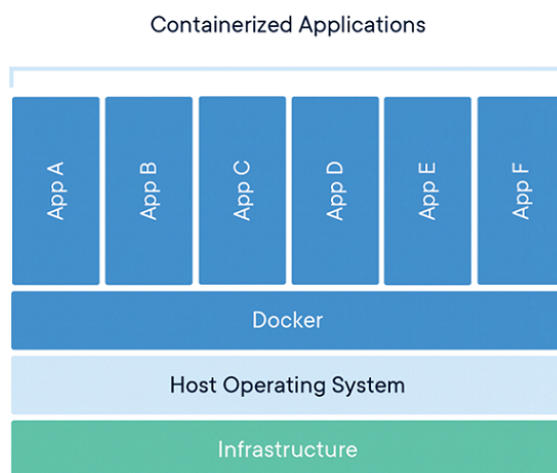 Containerized Applications
App A
App B
App C
App D
App E
App F
Docker
Host Operating System
Infrastructure